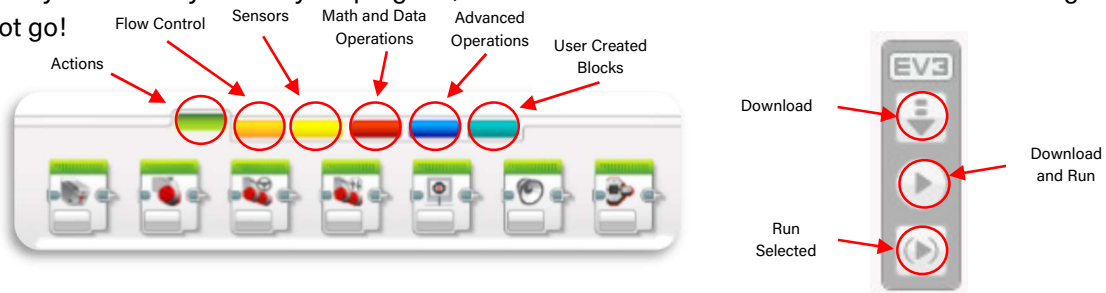 ot go!
Actions
Flow Control
Sensors
Math and Data
Operations
Advanced
Operations
User Created
Blocks
EV3
Download
Download
and Run
Run
Selected